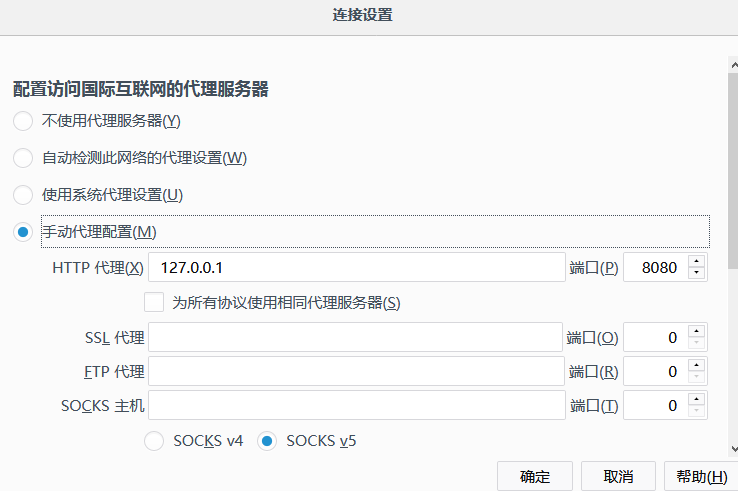 连接设置
配置访问国际互联网的代理服务器
不使用代理服务器(Y)
自动检测此网络的代理设置(W)
使用系统代理设置(U)
手动代理配置(M)
HTTP 代理(X) 127.0.0.1 端口(P) 8080
为所有协议使用相同代理服务器(S)
SSL 代理 端口(O) 0
FTP 代理 端口(R) 0
SOCKS 主机 端口(T) 0
SOCKS v4 SOCKS v5
确定 取消 帮助(H)